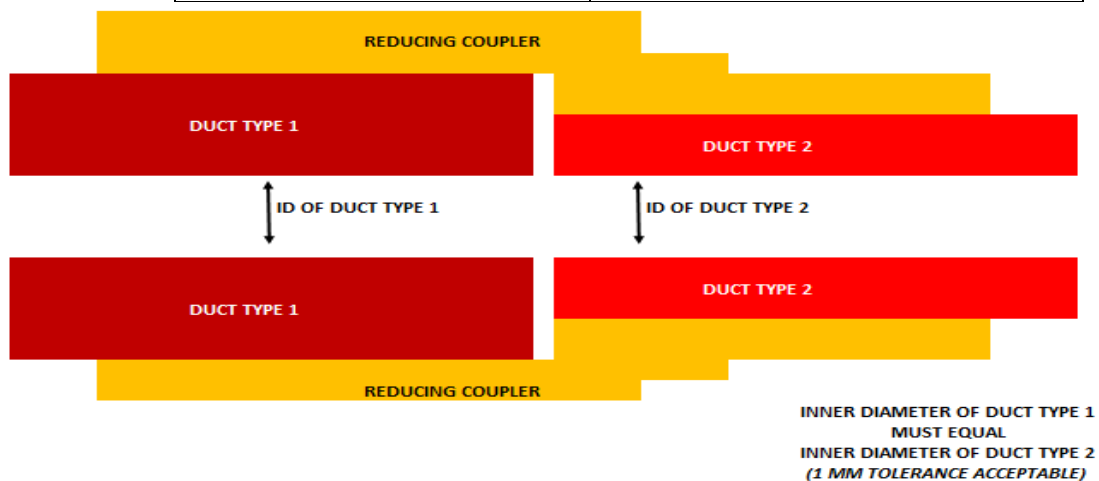 REDUCING COUPLER
DUCT TYPE 1
DUCT TYPE 2
ID OF DUCT TYPE 1
ID OF DUCT TYPE 2
DUCT TYPE 2
DUCT TYPE 1
REDUCING COUPLER
INNER DIAMETER OF DUCT TYPE 1
MUST EQUAL
INNER DIAMETER OF DUCT TYPE 2
(1 MM TOLERANCE ACCEPTABLE)